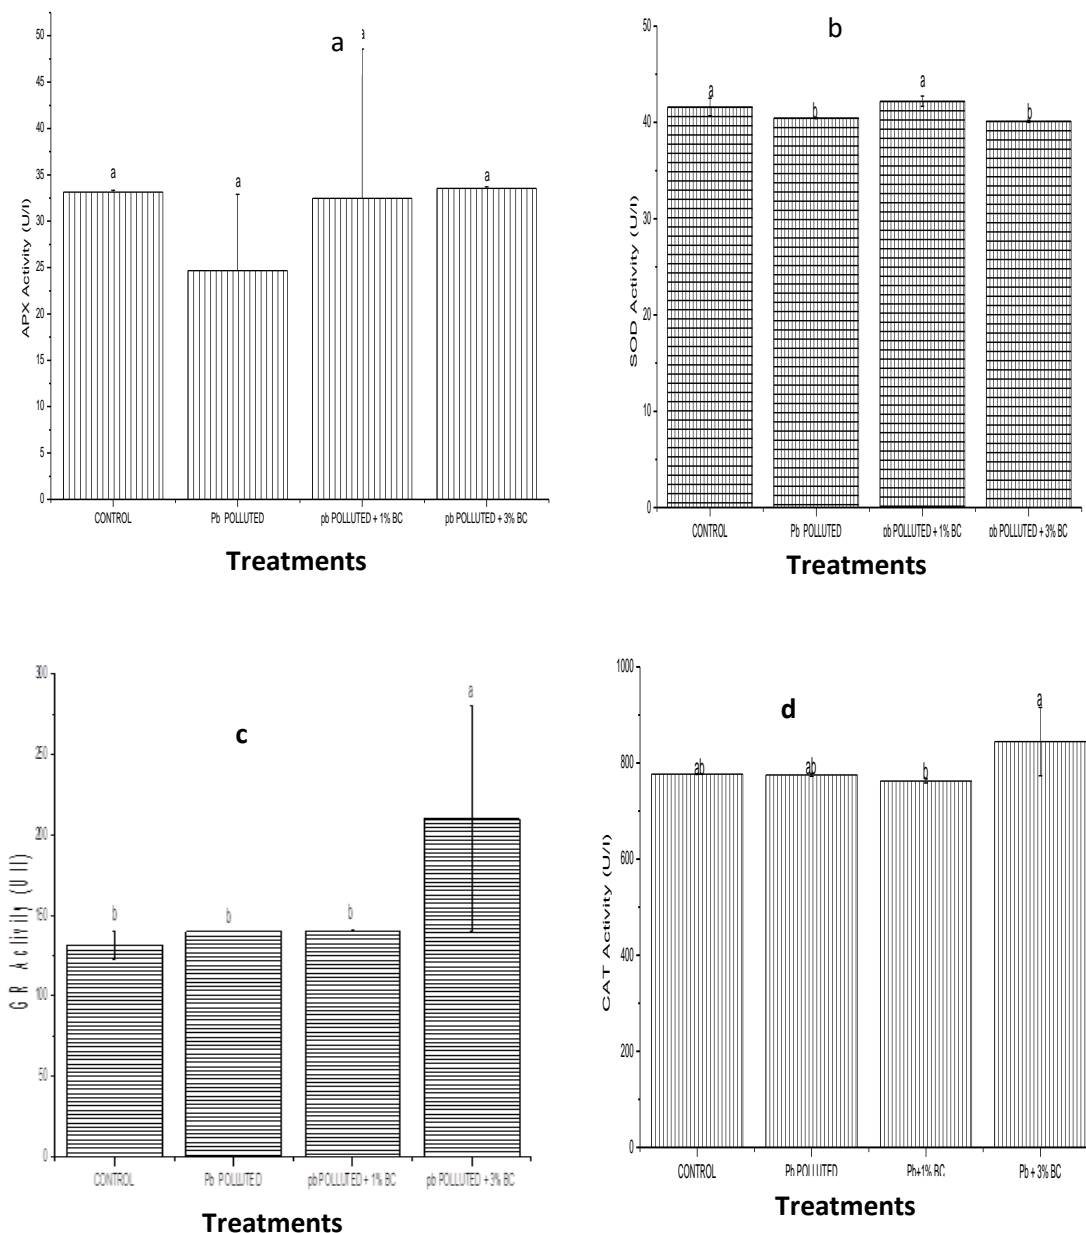 a
50
45
40
35
30
25
20
15
10
5
0
APX Activity (U/l)
a
a
a
a
CONTROL
Pb POLLUTED
pb POLLUTED + 1% BC
pb POLLUTED + 3% BC
Treatments
b
50
40
30
20
10
0
SOD Activity (U/l)
a
b
a
b
CONTROL
Pb POLLUTED
pb POLLUTED + 1% BC
pb POLLUTED + 3% BC
Treatments
c
300
250
200
150
100
50
0
GR Activity (U/l)
b
b
b
a
CONTROL
Pb POLLUTED
pb POLLUTED + 1% BC
pb POLLUTED + 3% BC
Treatments
d
1000
800
600
400
200
0
CAT Activity (U/l)
ab
ab
b
a
CONTROL
Pb POLLUTED
Pb+1% BC
Pb + 3% BC
Treatments